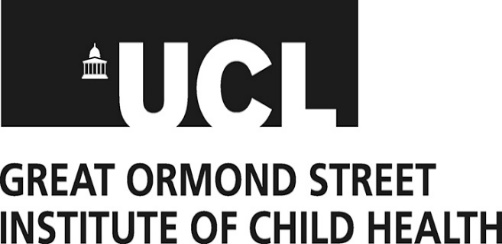 UCL
GREAT ORMOND STREET
INSTITUTE OF CHILD HEALTH